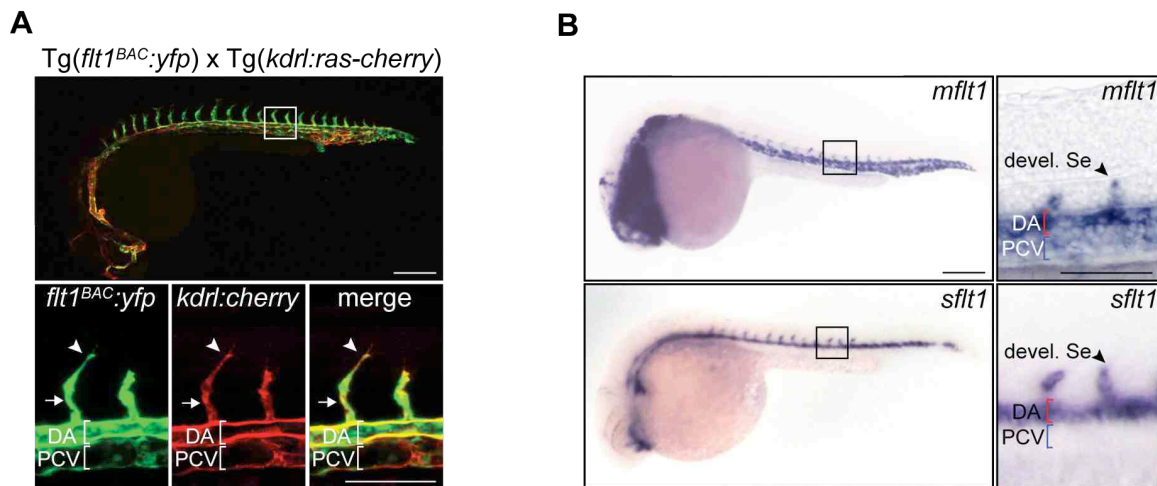 A
Tg(flt1BAC:yfp) x Tg(kdrl:ras-cherry)
flt1BAC:yfp
kdrl:cherry
merge
DA
PCV
DA
PCV
DA
PCV
B
mflt1
mflt1
devel. Se
DA
PCV
sflt1
sflt1
devel. Se
DA
PCV